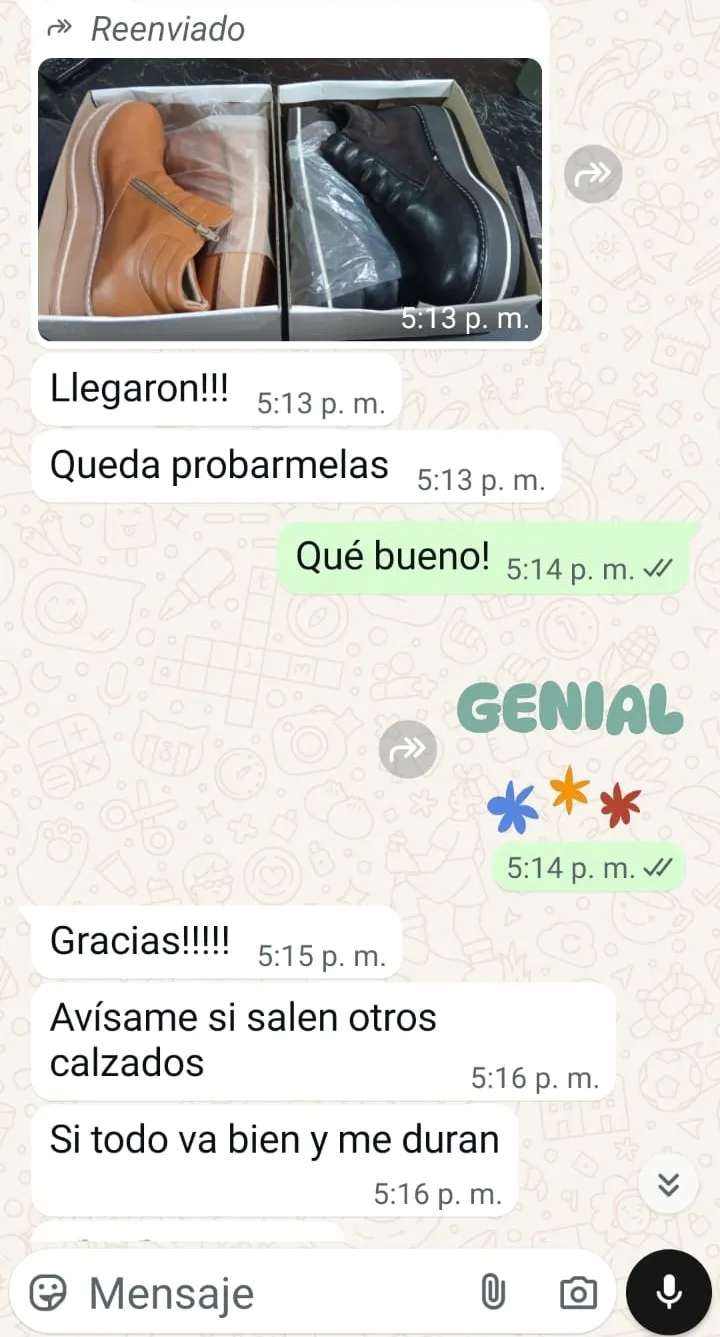 Reenviado
5:13 p. m.
Llegaron!!! 5:13 p. m.
Queda probarmelas 5:13 p. m.
Qué bueno! 5:14 p. m.
GENIAL
5:14 p. m.
Gracias!!!!! 5:15 p. m.
Avísame si salen otros
calzados 5:16 p. m.
Si todo va bien y me duran
5:16 p. m.
Mensaje